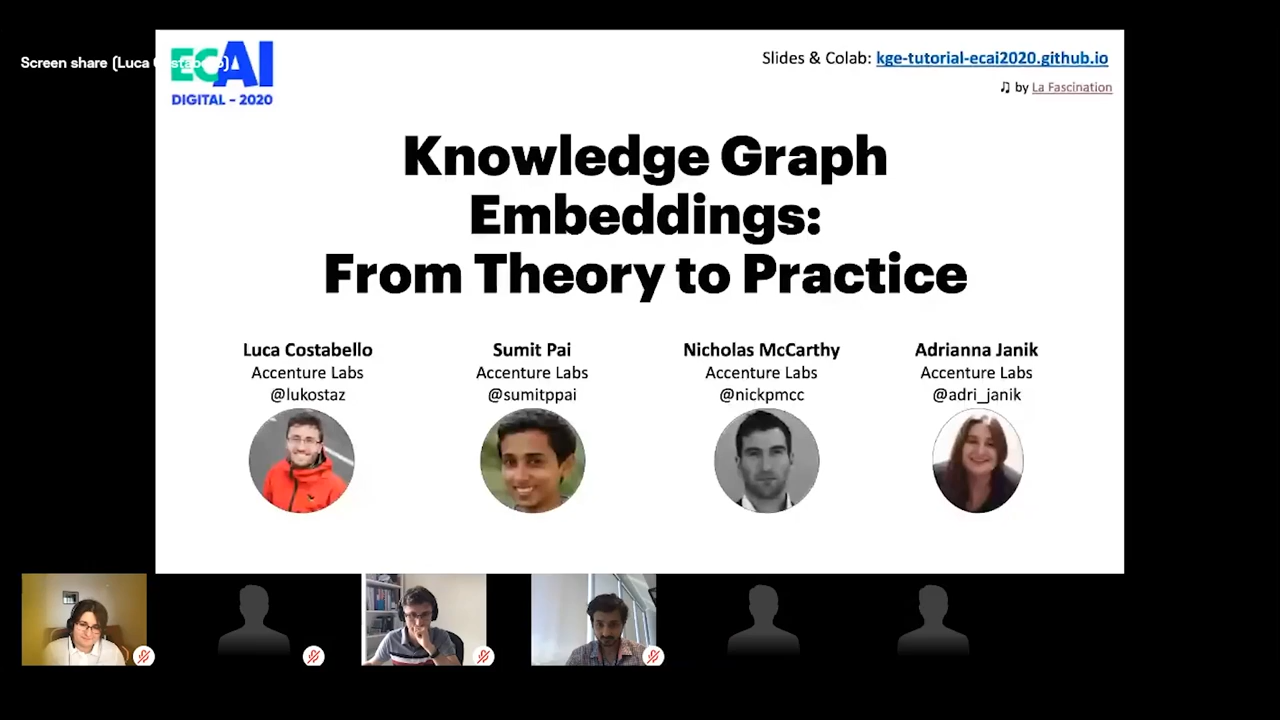 Screen share (Luca Costabello)
ECAI
DIGITAL - 2020
Slides & Colab: kge-tutorial-ecai2020.github.io
♫ by La Fascination
Knowledge Graph
Embeddings:
From Theory to Practice
Luca Costabello
Accenture Labs
@lukostaz
Sumit Pai
Accenture Labs
@sumitppai
Nicholas McCarthy
Accenture Labs
@nickpmcc
Adrianna Janik
Accenture Labs
@adri_janik